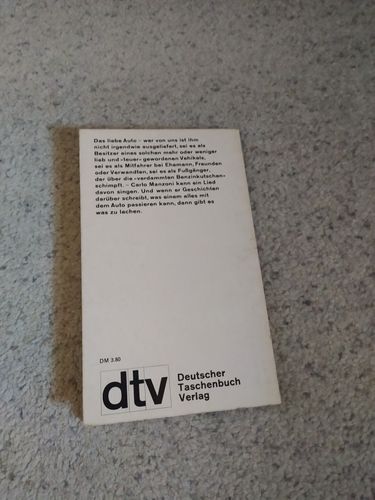 Das liebe Auto – wer von uns ist ihm
nicht irgendwie ausgeliefert, sei es als
Besitzer eines solchen mehr oder weniger
lieb und »teuer« gewordenen Vehikels,
sei es als Mitfahrer bei Ehemann, Freunden
oder Verwandten, sei es als Fußgänger,
der über die »verdammten Benzinkutschen«
schimpft. – Carlo Manzoni kann ein Lied
davon singen. Und wenn er Geschichten
darüber schreibt, was einem alles mit
dem Auto passieren kann, dann gibt es
was zu lachen.
DM 3.80
dtv
Deutscher
Taschenbuch
Verlag